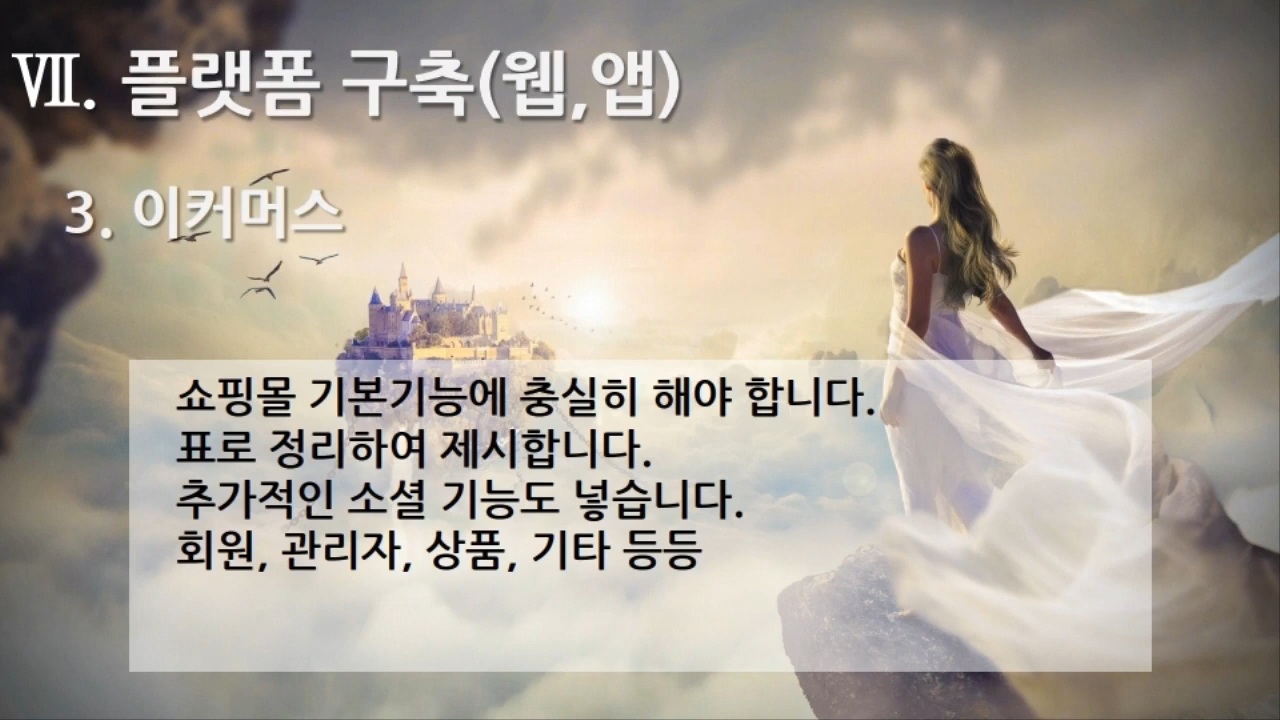 Ⅶ. 플랫폼 구축(웹,앱)
3. 이커머스
쇼핑몰 기본기능에 충실히 해야 합니다.
표로 정리하여 제시합니다.
추가적인 소셜 기능도 넣습니다.
회원, 관리자, 상품, 기타 등등